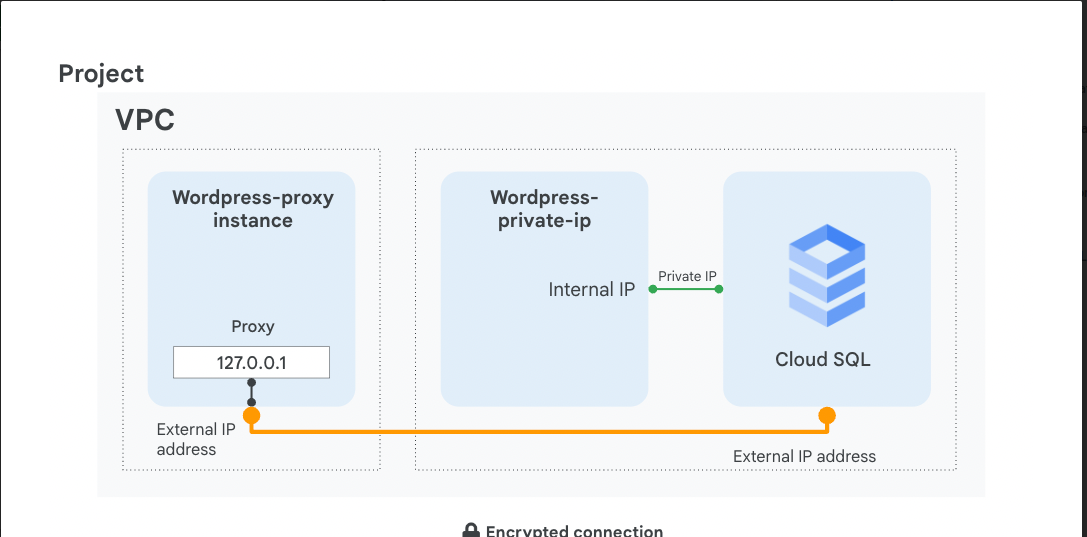 Project
VPC
Wordpress-proxy
instance
Proxy
127.0.0.1
External IP
address
Wordpress-
private-ip
Internal IP
Private IP
Cloud SQL
External IP address
Encrypted connection